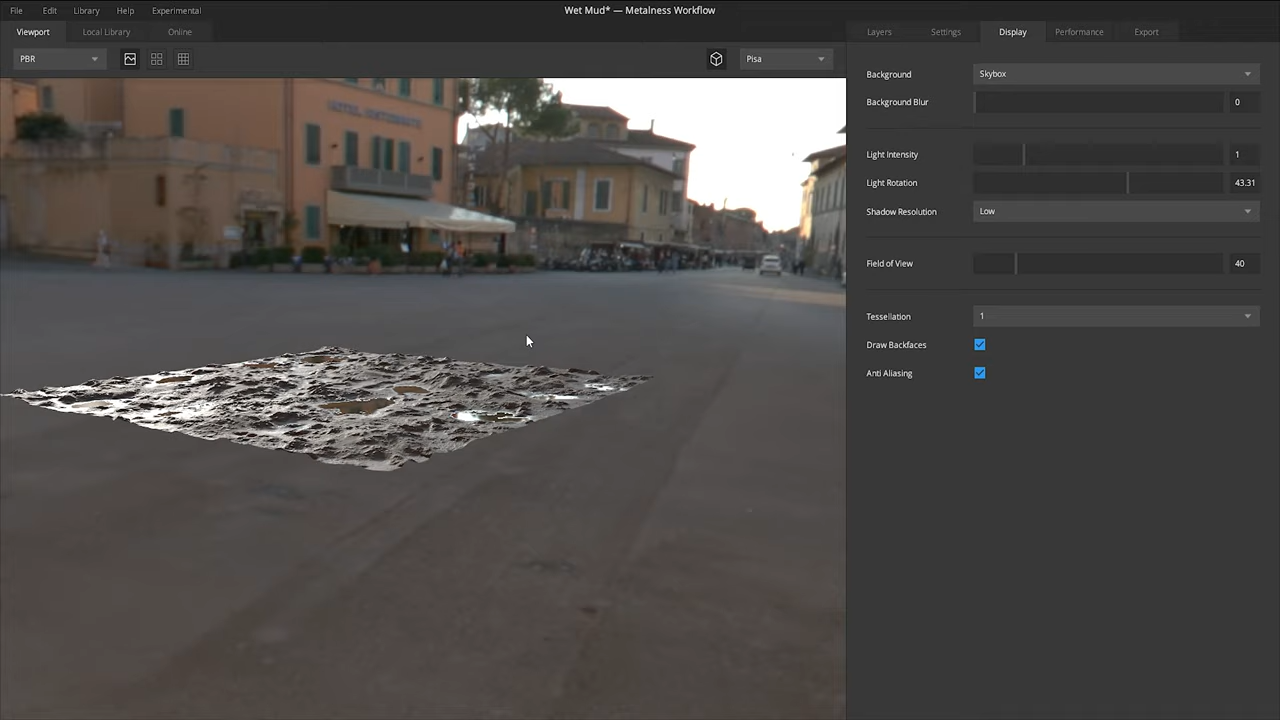 File Edit Library Help Experimental
Wet Mud* — Metalness Workflow
Viewport Local Library Online
Layers Settings Display Performance Export
PBR
Pisa
Background Skybox
Background Blur 0
Light Intensity 1
Light Rotation 43.31
Shadow Resolution Low
Field of View 40
Tessellation 1
Draw Backfaces
Anti Aliasing